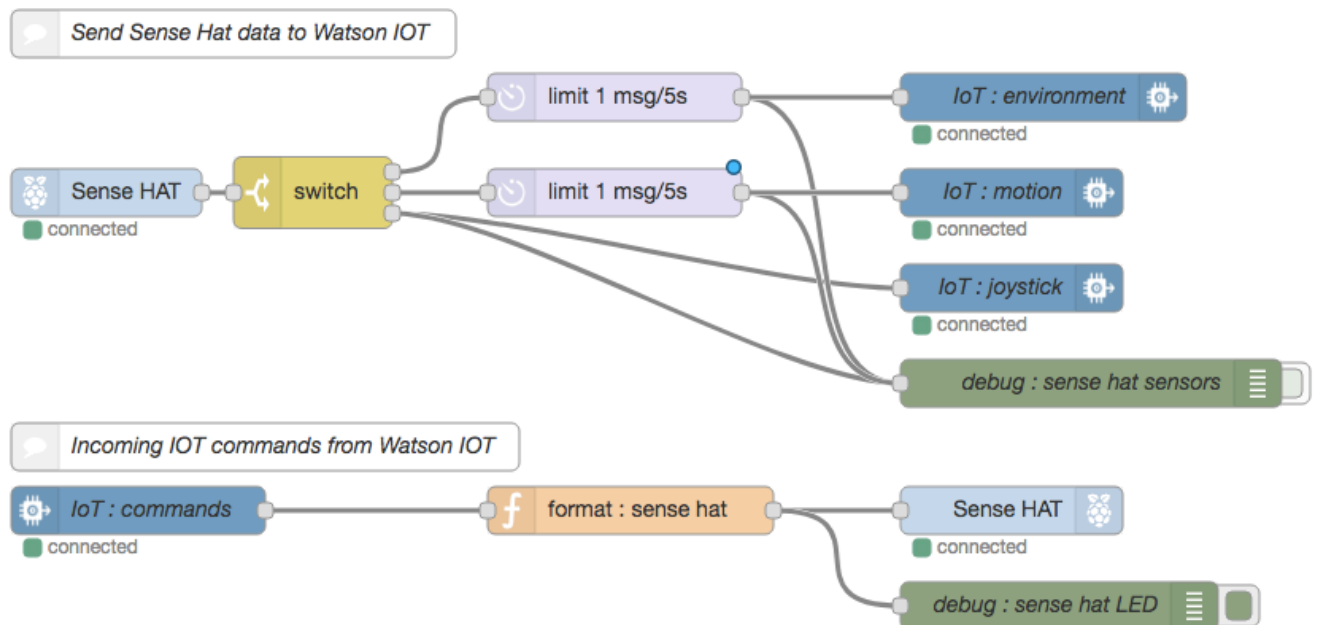 Send Sense Hat data to Watson IOT
limit 1 msg/5s
IoT : environment
connected
Sense HAT
switch
limit 1 msg/5s
IoT : motion
connected
connected
IoT : joystick
connected
debug : sense hat sensors
Incoming IOT commands from Watson IOT
IoT : commands
format : sense hat
Sense HAT
connected
connected
debug : sense hat LED